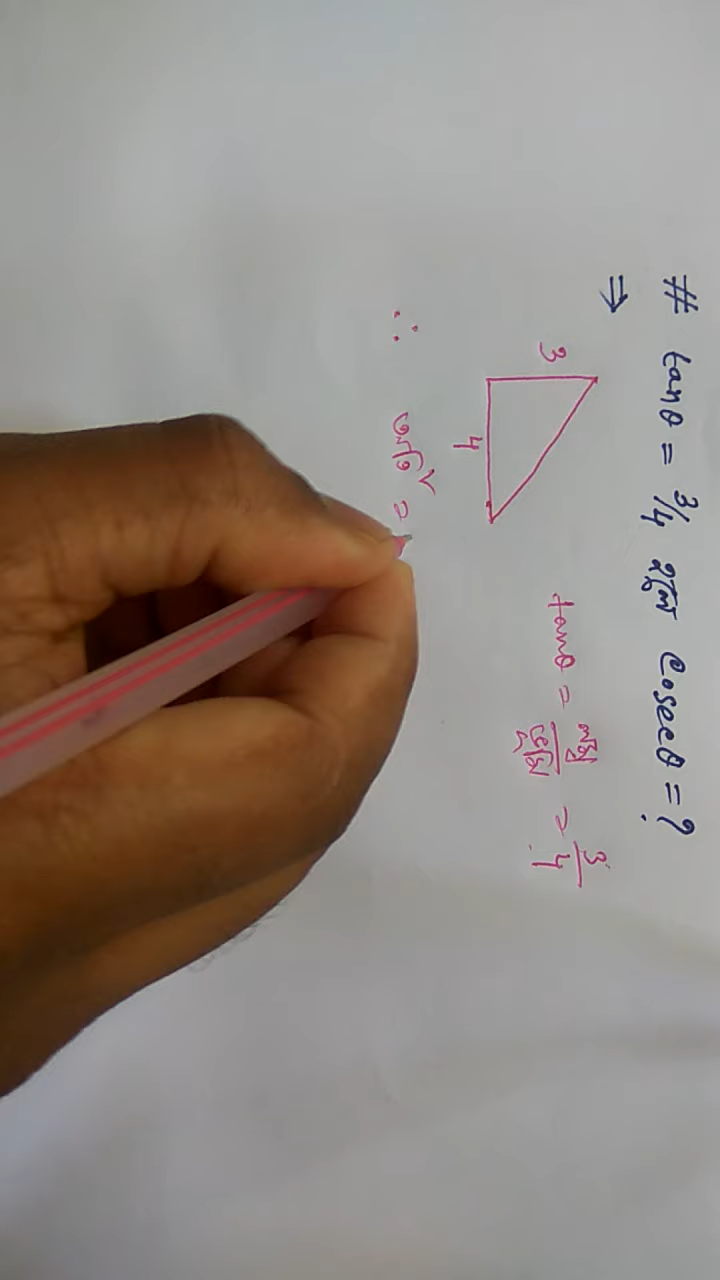 # tanθ = 3/4 হলে cosecθ = ?
⇒
3
4
tanθ = লম্ব/ভূমি = 3/4
∴ অতি² =